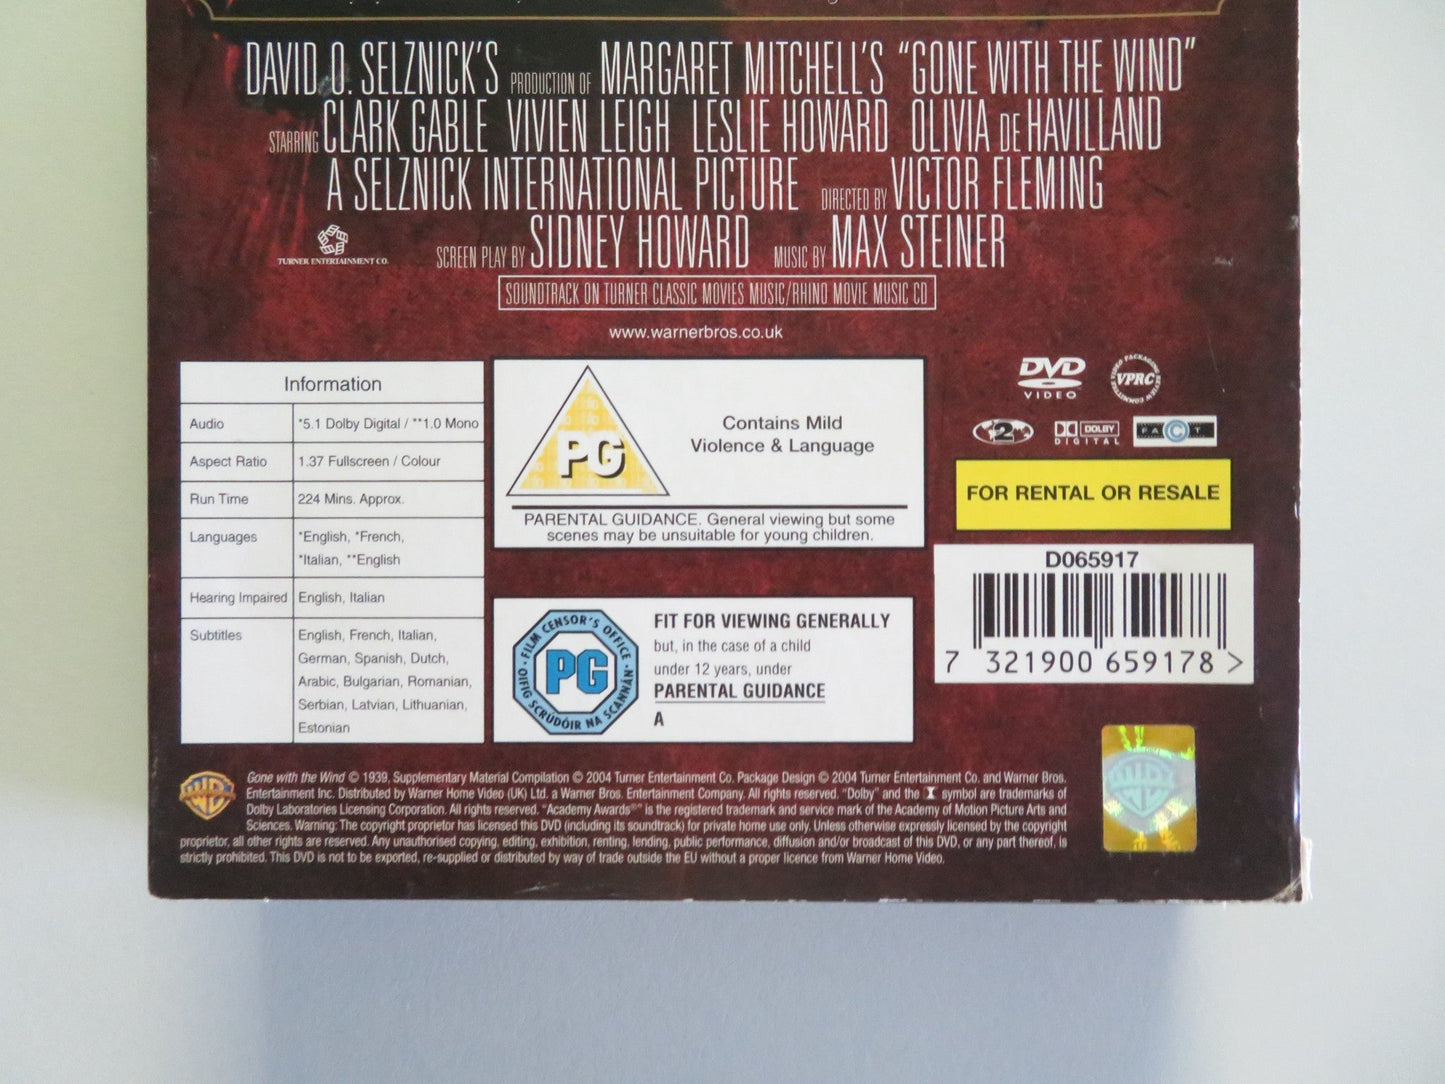 DAVID O. SELZNICK'S PRODUCTION OF MARGARET MITCHELL'S "GONE WITH THE WIND"
STARRING CLARK GABLE VIVIEN LEIGH LESLIE HOWARD OLIVIA DE HAVILLAND
A SELZNICK INTERNATIONAL PICTURE DIRECTED BY VICTOR FLEMING
SCREEN PLAY BY SIDNEY HOWARD MUSIC BY MAX STEINER
TURNER ENTERTAINMENT CO.
SOUNDTRACK ON TURNER CLASSIC MOVIES MUSIC/RHINO MOVIE MUSIC CD
www.warnerbros.co.uk
Information
Audio *5.1 Dolby Digital / **1.0 Mono
Aspect Ratio 1.37 Fullscreen / Colour
Run Time 224 Mins. Approx.
Languages *English, *French,
*Italian, **English
Hearing Impaired English, Italian
Subtitles English, French, Italian,
German, Spanish, Dutch,
Arabic, Bulgarian, Romanian,
Serbian, Latvian, Lithuanian,
Estonian
PG
Contains Mild
Violence & Language
PARENTAL GUIDANCE. General viewing but some
scenes may be unsuitable for young children.
· FILM CENSOR'S OFFICE ·
OIFIG SCRÚDÓIR NA SCANNÁN
PG
FIT FOR VIEWING GENERALLY
but, in the case of a child
under 12 years, under
PARENTAL GUIDANCE
A
DVD
VIDEO
VIDEO PACKAGING REVIEW COMMITTEE
VPRC
2
DOLBY
DIGITAL
FACT
FOR RENTAL OR RESALE
D065917
7 321900 659178 >
Gone with the Wind © 1939, Supplementary Material Compilation © 2004 Turner Entertainment Co. Package Design © 2004 Turner Entertainment Co. and Warner Bros.
Entertainment Inc. Distributed by Warner Home Video (UK) Ltd. a Warner Bros. Entertainment Company. All rights reserved. "Dolby" and the symbol are trademarks of
Dolby Laboratories Licensing Corporation. All rights reserved. "Academy Awards®" is the registered trademark and service mark of the Academy of Motion Picture Arts and
Sciences. Warning: The copyright proprietor has licensed this DVD (including its soundtrack) for private home use only. Unless otherwise expressly licensed by the copyright
proprietor, all other rights are reserved. Any unauthorised copying, editing, exhibition, renting, lending, public performance, diffusion and/or broadcast of this DVD, or any part thereof, is
strictly prohibited. This DVD is not to be exported, re-supplied or distributed by way of trade outside the EU without a proper licence from Warner Home Video.